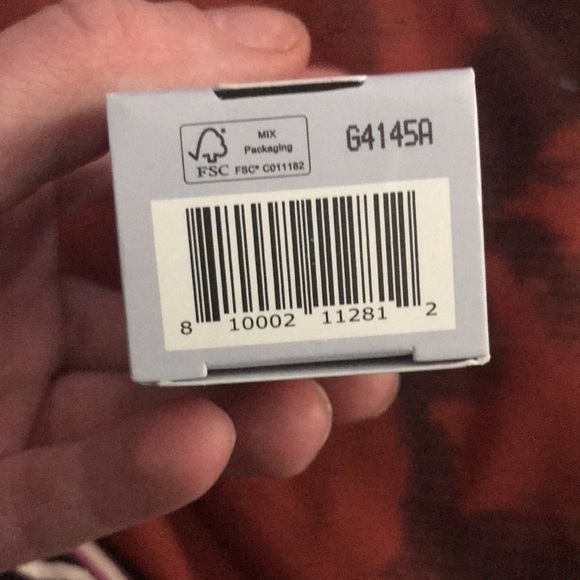 MIX
Packaging
FSC FSC® C011182
G4145A
8 10002 11281 2